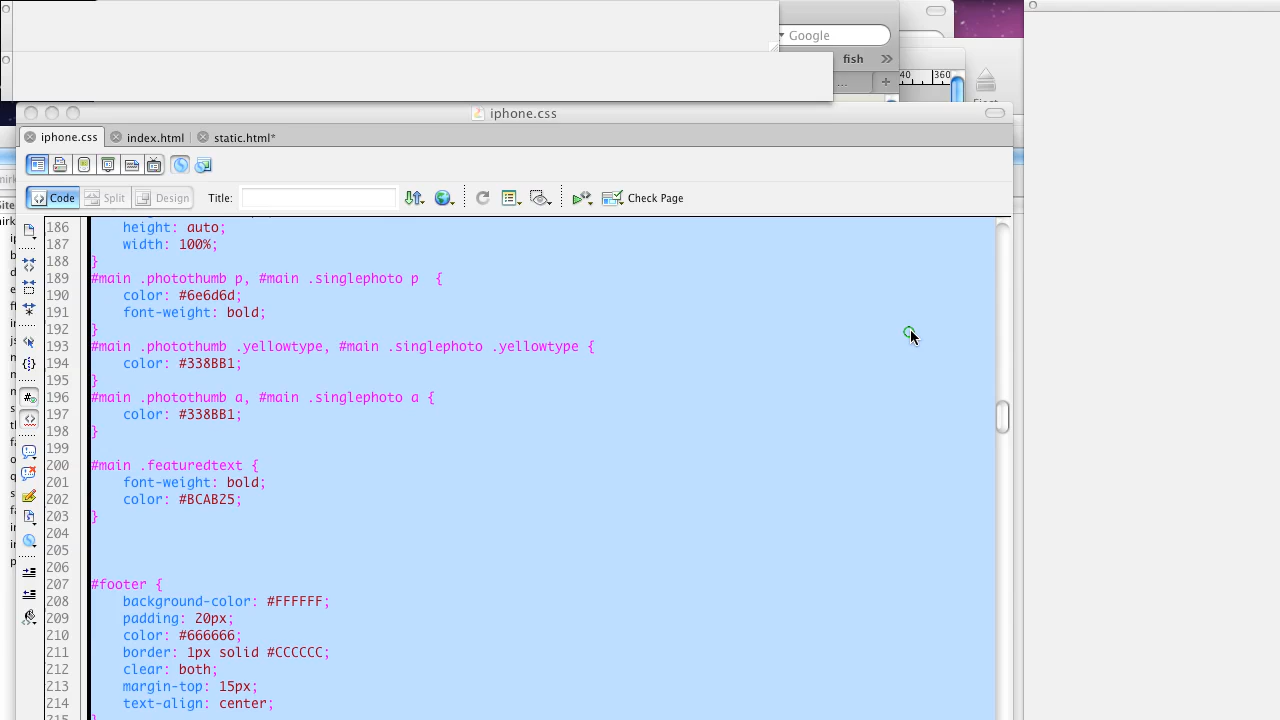 Google
fish
40
360
...
iphone.css
iphone.css
index.html
static.html*
Code
Split
Design
Title:
Check Page
186 height: auto;
187 width: 100%;
188 }
189 #main .photothumb p, #main .singlephoto p  {
190 color: #6e6d6d;
191 font-weight: bold;
192 }
193 #main .photothumb .yellowtype, #main .singlephoto .yellowtype {
194 color: #338BB1;
195 }
196 #main .photothumb a, #main .singlephoto a {
197 color: #338BB1;
198 }
199
200 #main .featuredtext {
201 font-weight: bold;
202 color: #BCAB25;
203 }
204
205
206
207 #footer {
208 background-color: #FFFFFF;
209 padding: 20px;
210 color: #666666;
211 border: 1px solid #CCCCCC;
212 clear: both;
213 margin-top: 15px;
214 text-align: center;
215 }